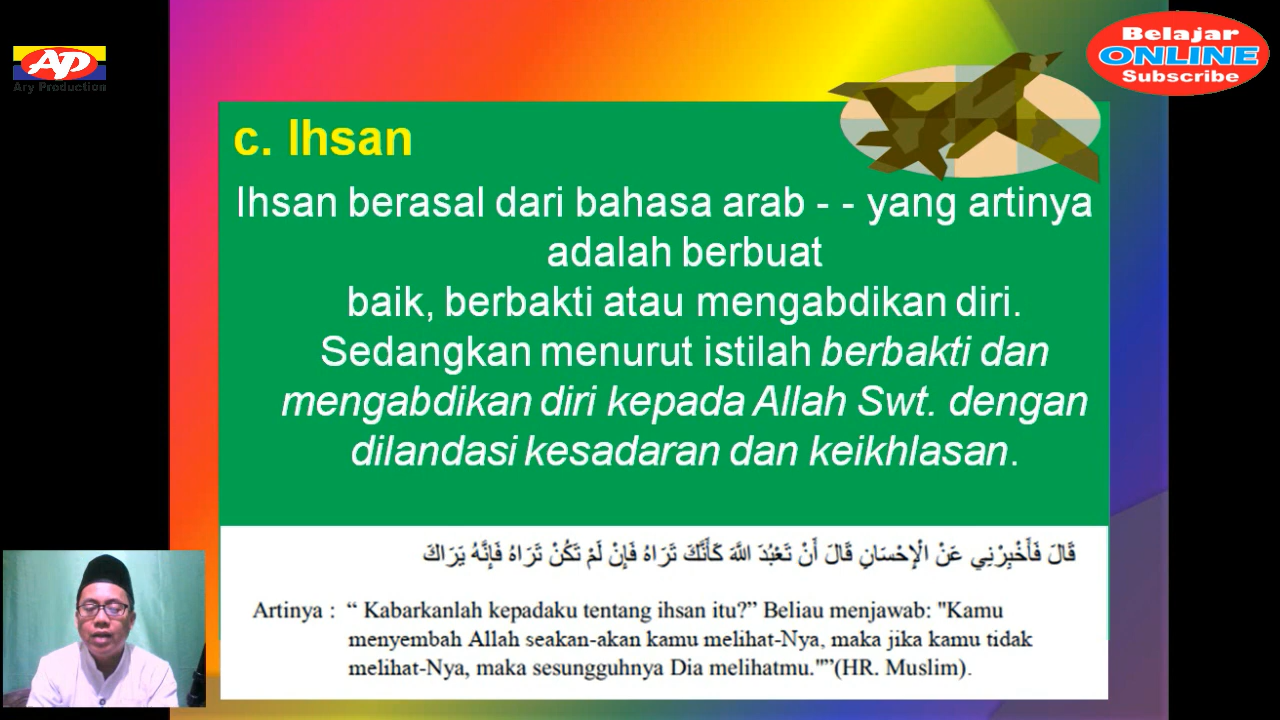 AP
Ary Production
Belajar
ONLINE
Subscribe
c. Ihsan
Ihsan berasal dari bahasa arab - - yang artinya
adalah berbuat
baik, berbakti atau mengabdikan diri.
Sedangkan menurut istilah berbakti dan
mengabdikan diri kepada Allah Swt. dengan
dilandasi kesadaran dan keikhlasan.
قَالَ فَأَخْبِرْنِي عَنْ الْإِحْسَانِ قَالَ أَنْ تَعْبُدَ اللَّهَ كَأَنَّكَ تَرَاهُ فَإِنْ لَمْ تَكُنْ تَرَاهُ فَإِنَّهُ يَرَاكَ
Artinya : “ Kabarkanlah kepadaku tentang ihsan itu?” Beliau menjawab: "Kamu
menyembah Allah seakan-akan kamu melihat-Nya, maka jika kamu tidak
melihat-Nya, maka sesungguhnya Dia melihatmu."”(HR. Muslim).